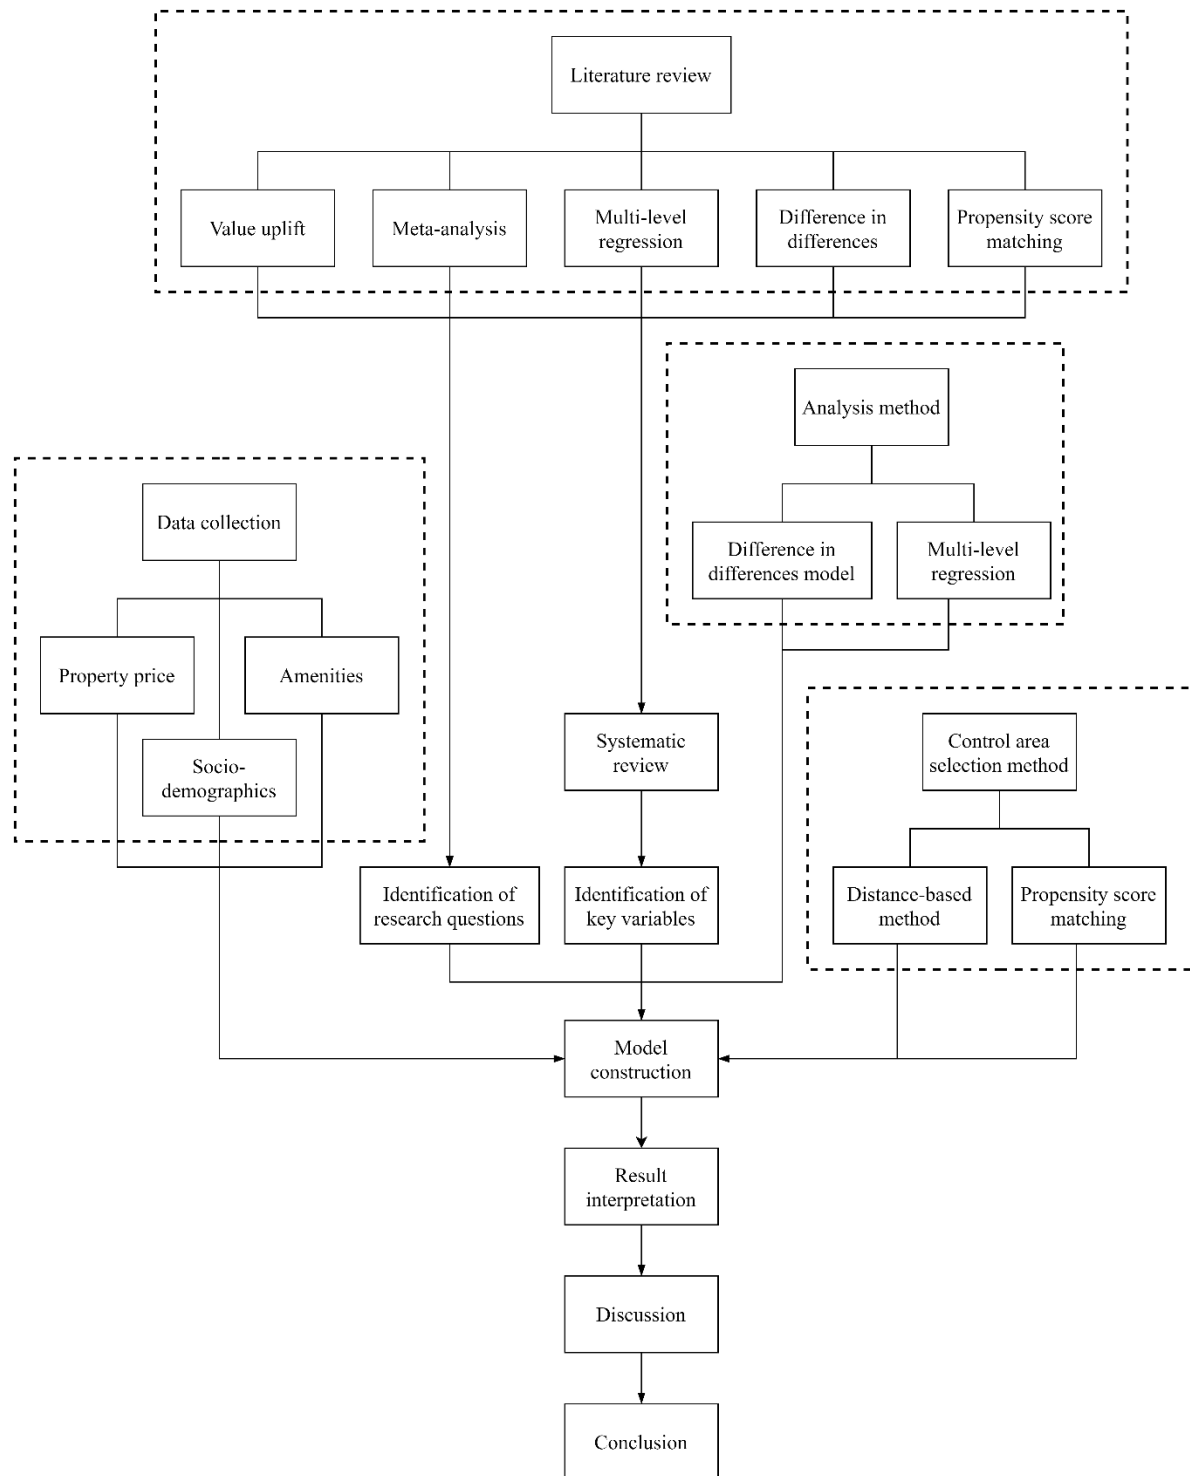 Literature review
Value uplift
Meta-analysis
Multi-level
regression
Difference in
differences
Propensity score
matching
Analysis method
Difference in
differences model
Multi-level
regression
Data collection
Property price
Amenities
Socio-
demographics
Systematic
review
Control area
selection method
Identification of
research questions
Identification of
key variables
Distance-based
method
Propensity score
matching
Model
construction
Result
interpretation
Discussion
Conclusion